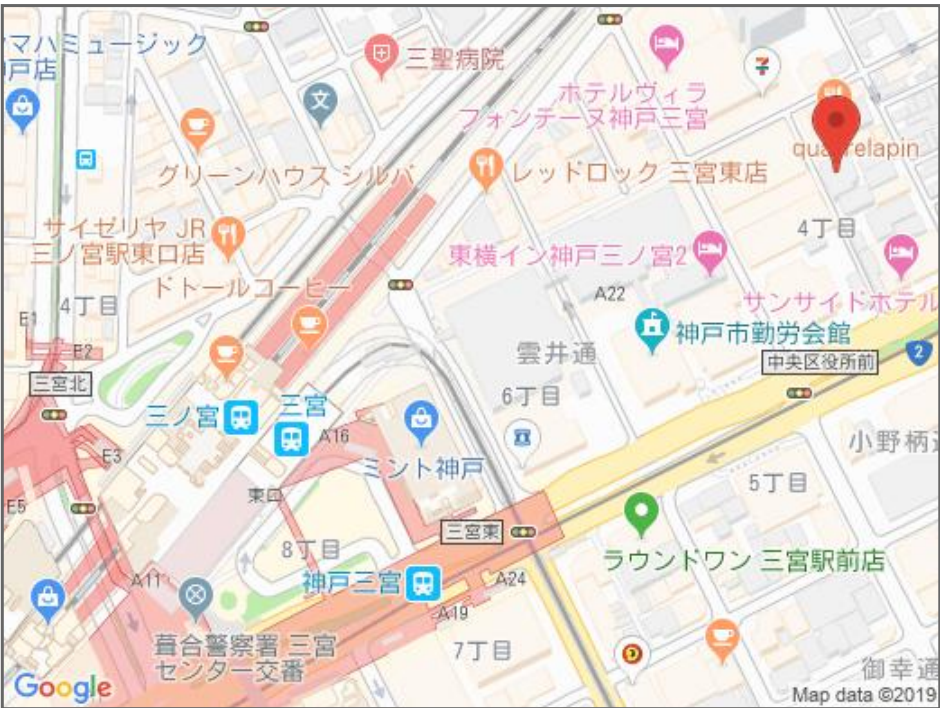 マハミュージック
戸店
三聖病院
ホテルヴィラ
フォンテーヌ神戸三宮
グリーンハウス シルバ
レッドロック 三宮東店
サイゼリヤ JR
三ノ宮駅東口店
東横イン神戸三ノ宮2
4丁目
ドトールコーヒー
A22
サンサイドホテル
4丁目
E1
E2
神戸市勤労会館
雲井通
中央区役所前
2
三宮北
6丁目
三ノ宮
三宮
A16
ミント神戸
小野柄通
E3
5丁目
東口
E5
三宮東
8丁目
ラウンドワン 三宮駅前店
神戸三宮
A24
A11
A19
葺合警察署 三宮
センター交番
7丁目
御幸通
Google
Map data ©2019